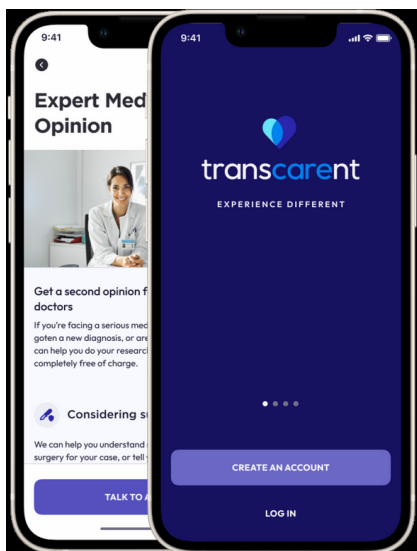 9:41
Expert Med
Opinion
Get a second opinion f
doctors
If you're facing a serious med
goten a new diagnosis, or are
can help you do your research
completely free of charge.
Considering su
We can help you understand
surgery for your case, or tell
TALK TO A
9:41
transcarent
EXPERIENCE DIFFERENT
CREATE AN ACCOUNT
LOG IN